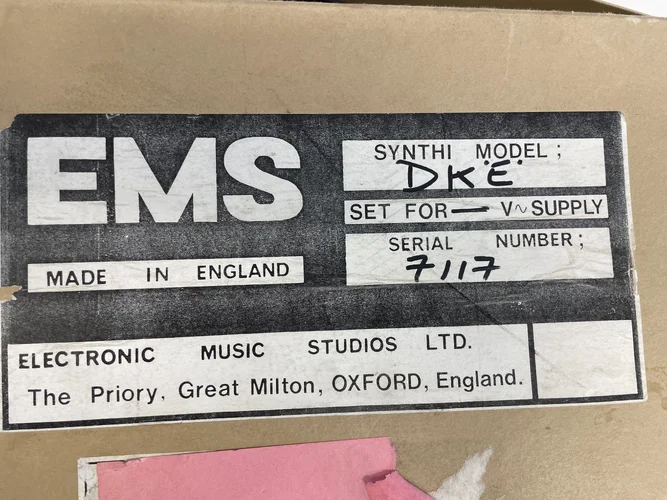 EMS
SYNTHI MODEL;
DKE
SET FOR — V~ SUPPLY
SERIAL NUMBER;
7117
MADE IN ENGLAND
ELECTRONIC MUSIC STUDIOS LTD.
The Priory, Great Milton, OXFORD, England.